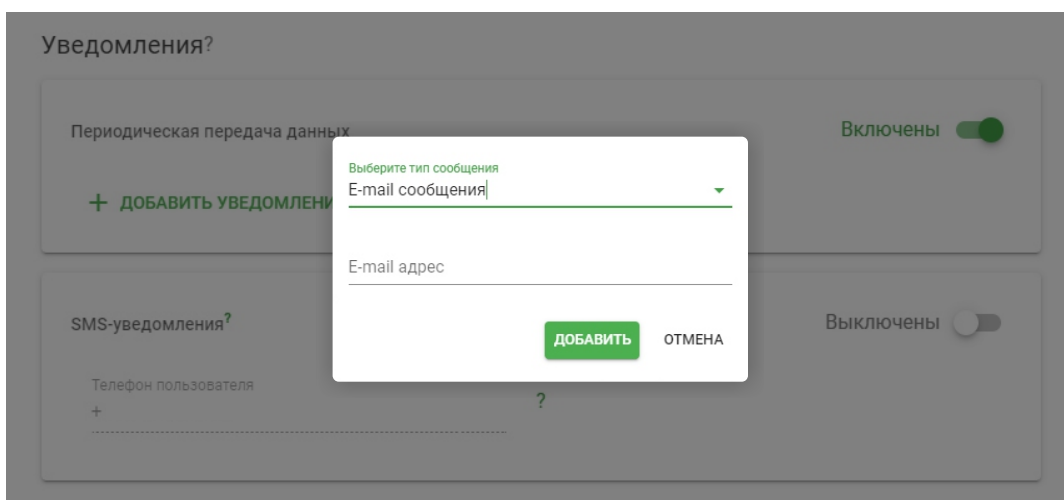 Уведомления?
Периодическая передача данных
Включены
+ ДОБАВИТЬ УВЕДОМЛЕНИ
Выберите тип сообщения
E-mail сообщения
E-mail адрес
ДОБАВИТЬ ОТМЕНА
SMS-уведомления?
Выключены
Телефон пользователя
+
?